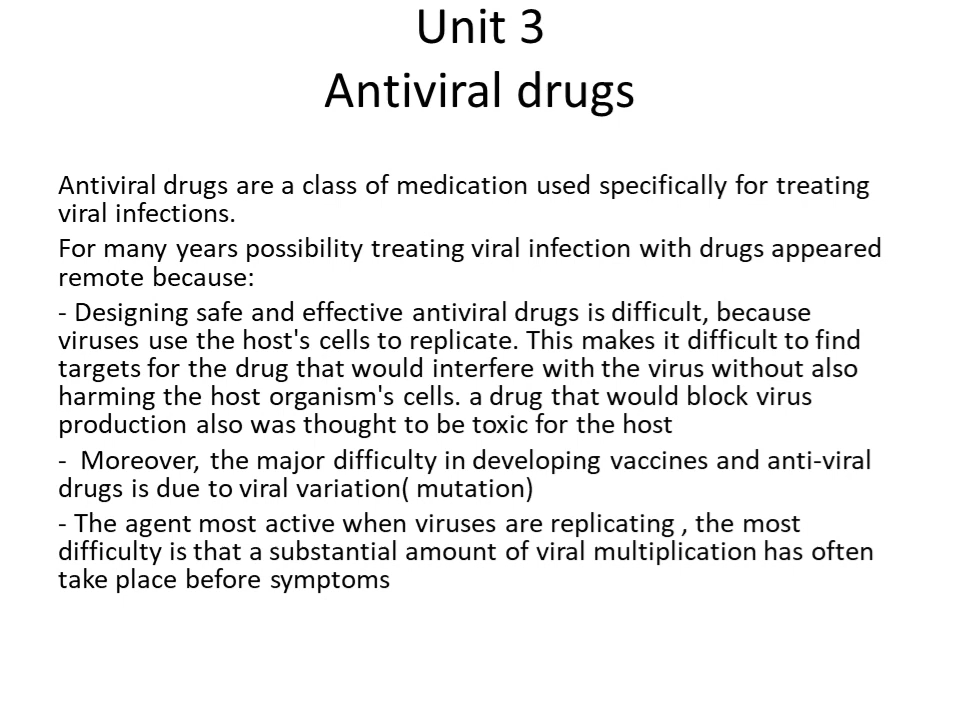 Unit 3
Antiviral drugs
Antiviral drugs are a class of medication used specifically for treating
viral infections.
For many years possibility treating viral infection with drugs appeared
remote because:
- Designing safe and effective antiviral drugs is difficult, because
viruses use the host's cells to replicate. This makes it difficult to find
targets for the drug that would interfere with the virus without also
harming the host organism's cells. a drug that would block virus
production also was thought to be toxic for the host
-  Moreover, the major difficulty in developing vaccines and anti-viral
drugs is due to viral variation( mutation)
- The agent most active when viruses are replicating , the most
difficulty is that a substantial amount of viral multiplication has often
take place before symptoms